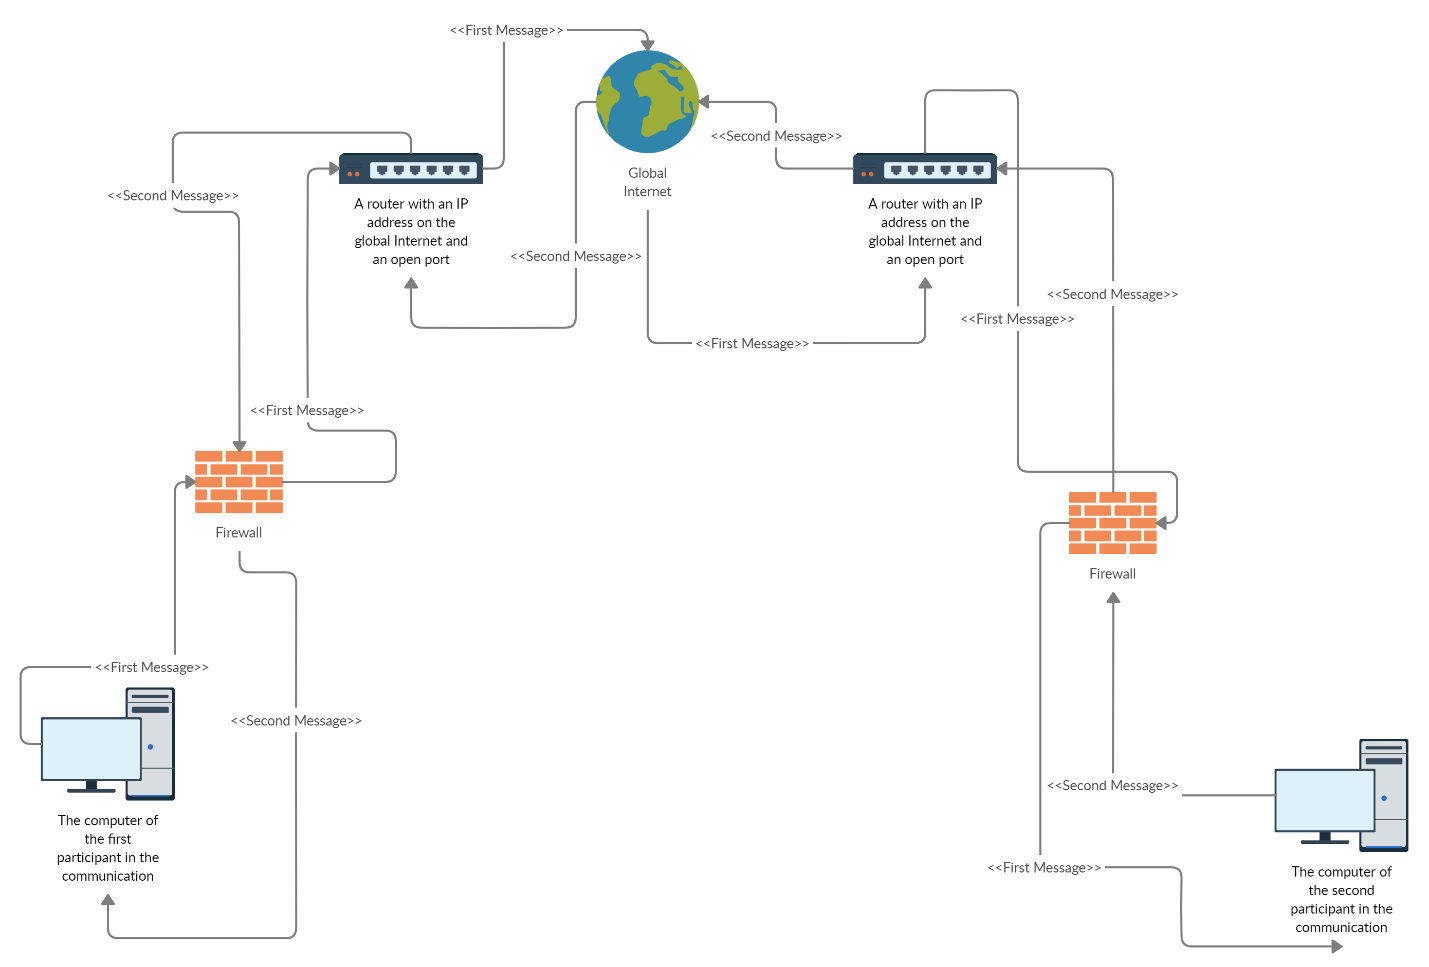 <<First Message>>
<<Second Message>>
Global
Internet
<<Second Message>>
A router with an IP
address on the
global Internet and
an open port
A router with an IP
address on the
global Internet and
an open port
<<Second Message>>
<<Second Message>>
<<First Message>>
<<First Message>>
<<First Message>>
Firewall
Firewall
<<First Message>>
<<Second Message>>
<<Second Message>>
The computer of
the first
participant in the
communication
<<First Message>>
The computer of
the second
participant in the
communication